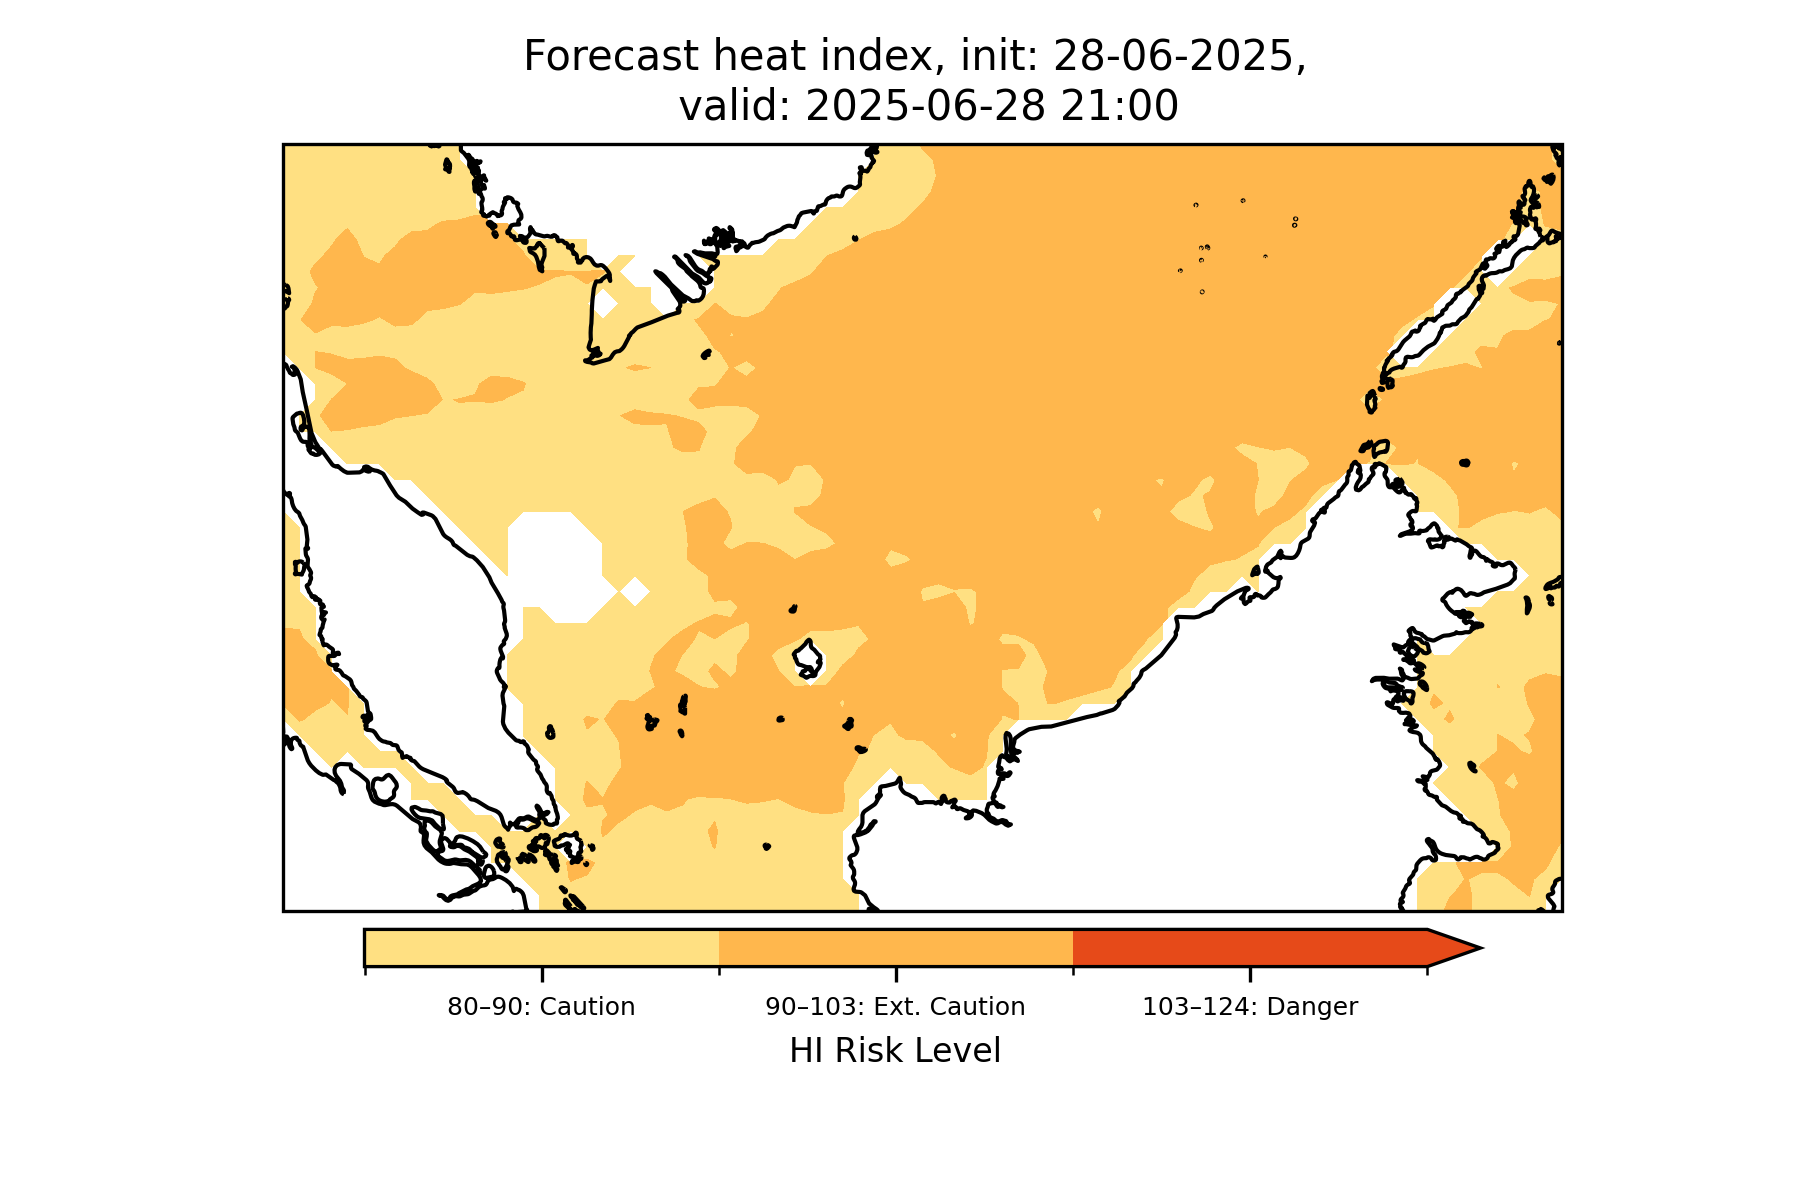 Forecast heat index, init: 28-06-2025,
valid: 2025-06-28 21:00
80–90: Caution
90–103: Ext. Caution
103–124: Danger
HI Risk Level